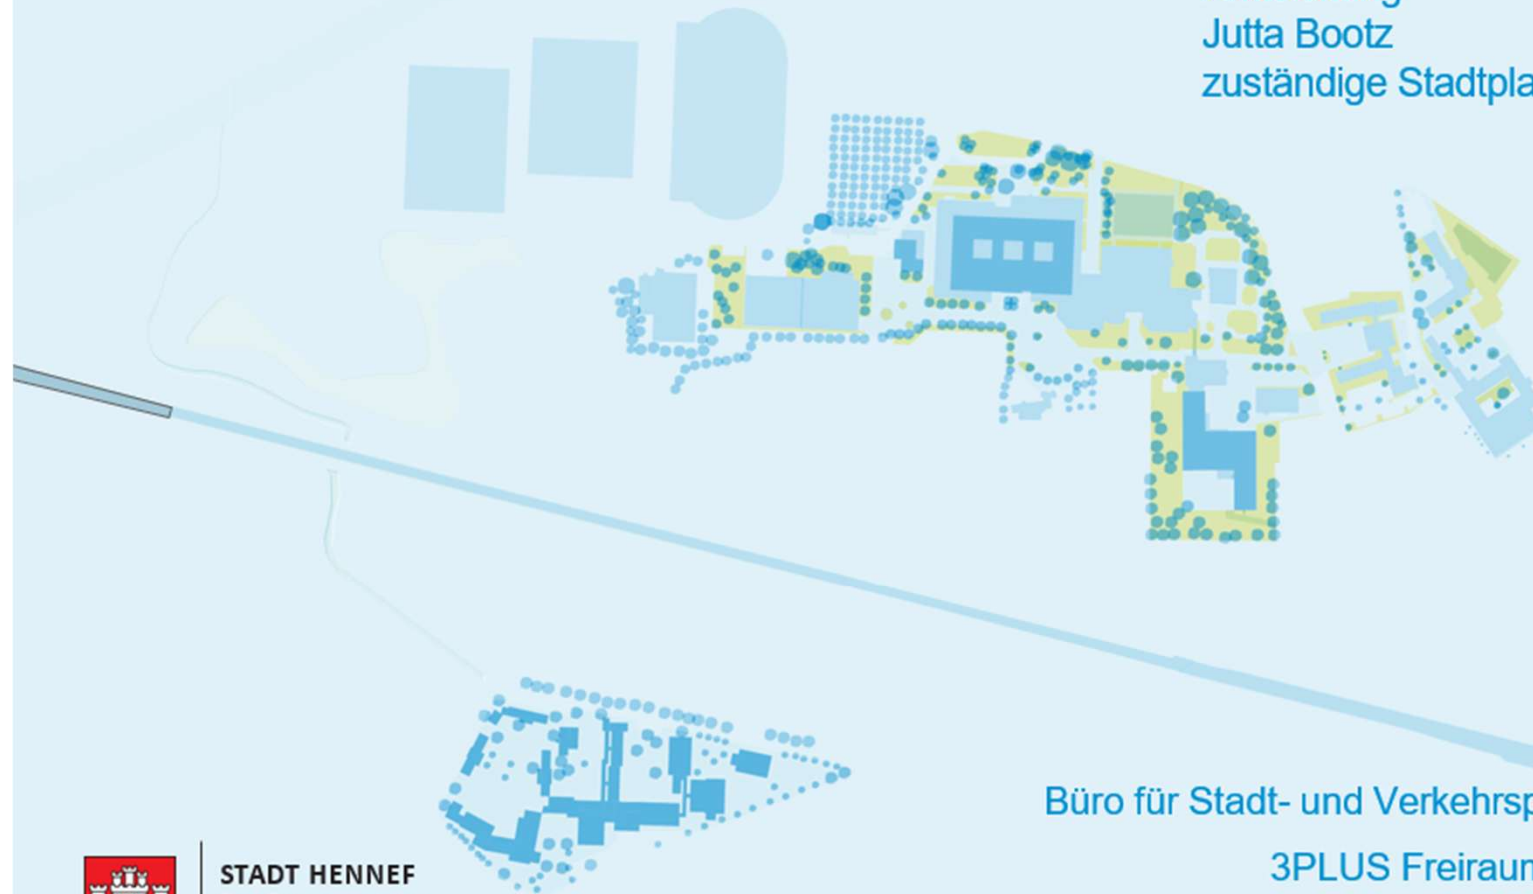 Jutta Bootz
zuständige Stadtpla
Büro für Stadt- und Verkehrsp
3PLUS Freiraun
STADT HENNEF